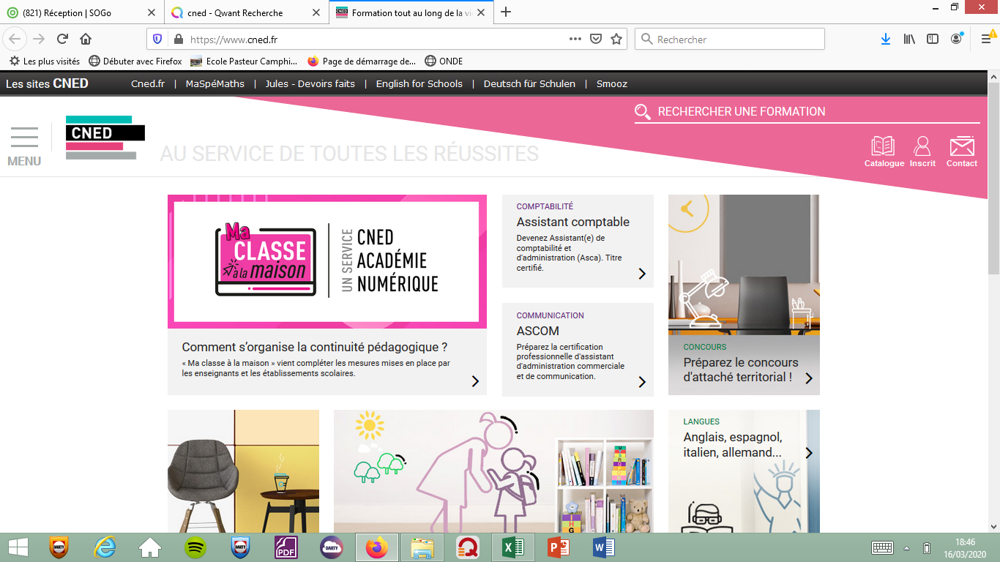 (821) Réception | SOGo
cned - Qwant Recherche
Formation tout au long de la vi
https://www.cned.fr
Rechercher
Les plus visités
Débuter avec Firefox
Ecole Pasteur Camphi...
Page de démarrage de...
ONDE
Les sites CNED
Cned.fr | MaSpéMaths | Jules - Devoirs faits | English for Schools | Deutsch für Schulen | Smooz
RECHERCHER UNE FORMATION
MENU
CNED
AU SERVICE DE TOUTES LES RÉUSSITES
Catalogue
Inscrit
Contact
Ma
CLASSE
à la maison
UN SERVICE
CNED
ACADÉMIE
NUMÉRIQUE
Comment s'organise la continuité pédagogique ?
« Ma classe à la maison » vient compléter les mesures mises en place par
les enseignants et les établissements scolaires.
COMPTABILITÉ
Assistant comptable
Devenez Assistant(e) de
comptabilité et
d'administration (Asca). Titre
certifié.
COMMUNICATION
ASCOM
Préparez la certification
professionnelle d'assistant
d'administration commerciale
et de communication.
CONCOURS
Préparez le concours
d'attaché territorial !
LANGUES
Anglais, espagnol,
italien, allemand...
DARTY
DARTY
PDF
DARTY
18:46
16/03/2020